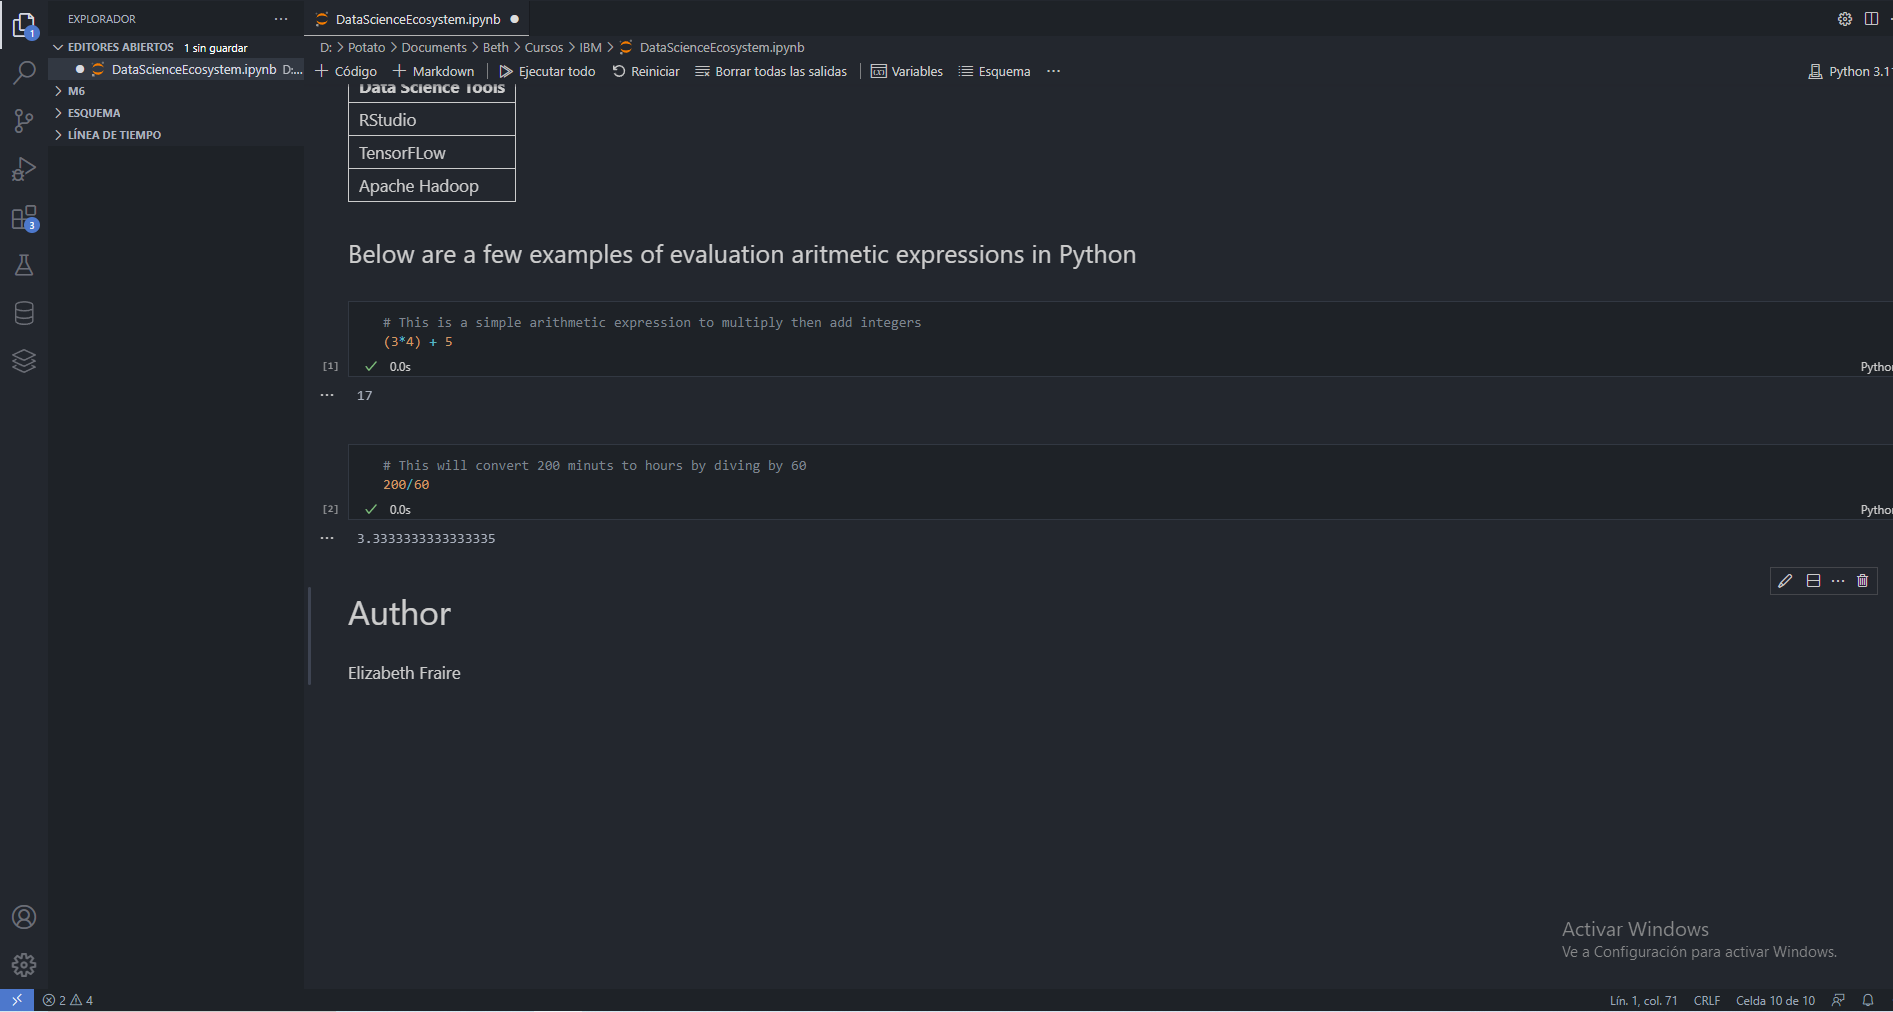 EXPLORADOR
DataScienceEcosystem.ipynb
EDITORES ABIERTOS 1 sin guardar
DataScienceEcosystem.ipynb D:...
M6
ESQUEMA
LÍNEA DE TIEMPO
D: > Potato > Documents > Beth > Cursos > IBM > DataScienceEcosystem.ipynb
+ Código + Markdown | Ejecutar todo Reiniciar Borrar todas las salidas | Variables Esquema ...
Python 3.1
Data Science Tools
RStudio
TensorFLow
Apache Hadoop
Below are a few examples of evaluation aritmetic expressions in Python
# This is a simple arithmetic expression to multiply then add integers
(3*4) + 5
[1] 0.0s
Pytho
17
# This will convert 200 minuts to hours by diving by 60
200/60
[2] 0.0s
Pytho
3.3333333333333335
Author
Elizabeth Fraire
Activar Windows
Ve a Configuración para activar Windows.
2 4
Lín. 1, col. 71 CRLF Celda 10 de 10
1
3